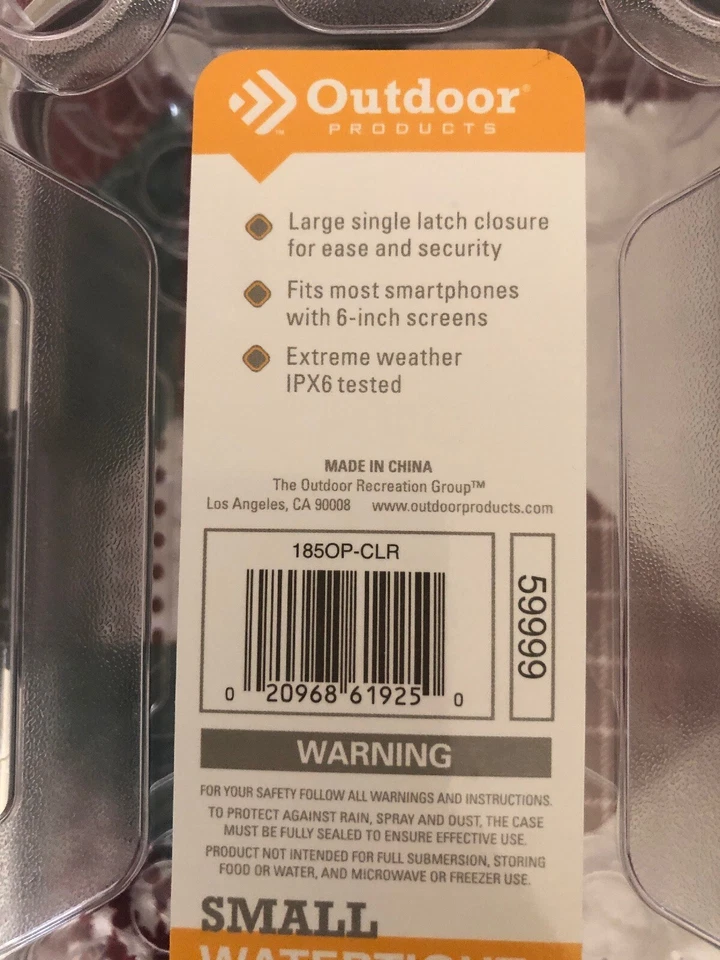 Outdoor®
PRODUCTS
™
Large single latch closure
for ease and security
Fits most smartphones
with 6-inch screens
Extreme weather
IPX6 tested
MADE IN CHINA
The Outdoor Recreation Group™
Los Angeles, CA 90008 www.outdoorproducts.com
185OP-CLR
0 20968 61925 0
59999
WARNING
FOR YOUR SAFETY FOLLOW ALL WARNINGS AND INSTRUCTIONS.
TO PROTECT AGAINST RAIN, SPRAY AND DUST, THE CASE
MUST BE FULLY SEALED TO ENSURE EFFECTIVE USE.
PRODUCT NOT INTENDED FOR FULL SUBMERSION, STORING
FOOD OR WATER, AND MICROWAVE OR FREEZER USE.
SMALL
WATERTIGHT